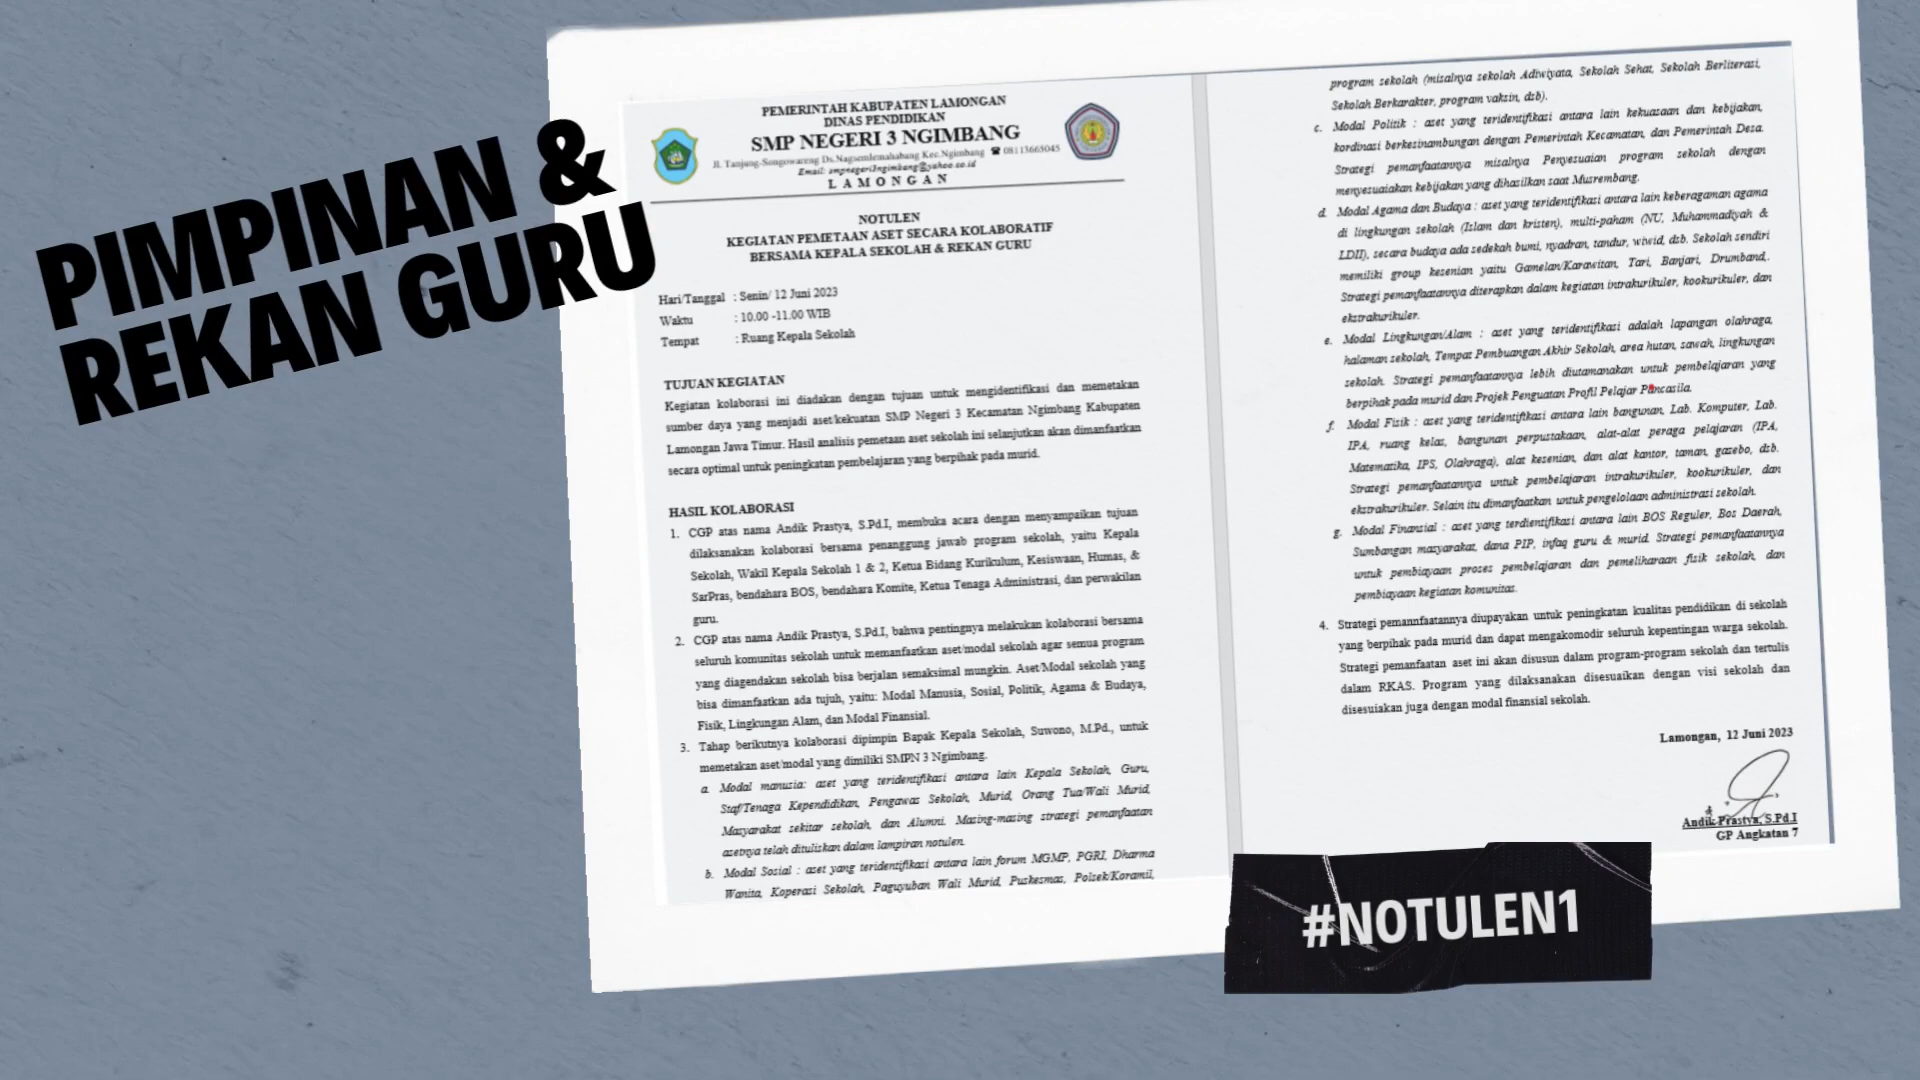 PIMPINAN &
REKAN GURU
PEMERINTAH KABUPATEN LAMONGAN
DINAS PENDIDIKAN
SMP NEGERI 3 NGIMBANG
Jl. Tanjung-Songowareng Ds. Kec.Ngimbang ☎ 08113665045
Email: smpnegeri3ngimbang@yahoo.co.id
L A M O N G A N
NOTULEN
KEGIATAN PEMETAAN ASET SECARA KOLABORATIF
BERSAMA KEPALA SEKOLAH & REKAN GURU
Hari/Tanggal : Senin/ 12 Juni 2023
Waktu : 10.00 -11.00 WIB
Tempat : Ruang Kepala Sekolah
TUJUAN KEGIATAN
Kegiatan kolaborasi ini diadakan dengan tujuan untuk mengidentifikasi dan memetakan
sumber daya yang menjadi aset/kekuatan SMP Negeri 3 Kecamatan Ngimbang Kabupaten
Lamongan Jawa Timur. Hasil analisis pemetaan aset sekolah ini selanjutkan akan dimanfaatkan
secara optimal untuk peningkatan pembelajaran yang berpihak pada murid.
HASIL KOLABORASI
1. CGP atas nama Andik Prastya, S.Pd.I, membuka acara dengan menyampaikan tujuan
dilaksanakan kolaborasi bersama penanggung jawab program sekolah, yaitu Kepala
Sekolah, Wakil Kepala Sekolah 1 & 2, Ketua Bidang Kurikulum, Kesiswaan, Humas, &
SarPras, bendahara BOS, bendahara Komite, Ketua Tenaga Administrasi, dan perwakilan
guru.
2. CGP atas nama Andik Prastya, S.Pd.I, bahwa pentingnya melakukan kolaborasi bersama
seluruh komunitas sekolah untuk memanfaatkan aset/modal sekolah agar semua program
yang diagendakan sekolah bisa berjalan semaksimal mungkin. Aset/Modal sekolah yang
bisa dimanfaatkan ada tujuh, yaitu: Modal Manusia, Sosial, Politik, Agama & Budaya,
Fisik, Lingkungan Alam, dan Modal Finansial.
3. Tahap berikutnya kolaborasi dipimpin Bapak Kepala Sekolah, Suwono, M.Pd., untuk
memetakan aset/modal yang dimiliki SMPN 3 Ngimbang.
a. Modal manusia: aset yang teridentifikasi antara lain Kepala Sekolah, Guru,
Staf/Tenaga Kependidikan, Pengawas Sekolah, Murid, Orang Tua/Wali Murid,
Masyarakat sekitar sekolah, dan Alumni. Masing-masing strategi pemanfaatan
asetnya telah dituliskan dalam lampiran notulen.
b. Modal Sosial : aset yang teridentifikasi antara lain forum MGMP, PGRI, Dharma
Wanita, Koperasi Sekolah, Paguyuban Wali Murid, Puskesmas, Polsek/Koramil,
program sekolah (misalnya sekolah Adiwiyata, Sekolah Sehat, Sekolah Berliterasi,
Sekolah Berkarakter, program vaksin, dsb).
c. Modal Politik : aset yang teridentifikasi antara lain kekuasaan dan kebijakan,
kordinasi berkesinambungan dengan Pemerintah Kecamatan, dan Pemerintah Desa.
Strategi pemanfaatannya misalnya Penyesuaian program sekolah dengan
menyesuaiakan kebijakan yang dihasilkan saat Musrembang.
d. Modal Agama dan Budaya : aset yang teridentifikasi antara lain keberagaman agama
di lingkungan sekolah (Islam dan kristen), multi-paham (NU, Muhammadiyah &
LDII), secara budaya ada sedekah bumi, nyadran, tandur, wiwid, dsb. Sekolah sendiri
memiliki group kesenian yaitu Gamelan/Karawitan, Tari, Banjari, Drumband,.
Strategi pemanfaatannya diterapkan dalam kegiatan intrakurikuler, kookurikuler, dan
ekstrakurikuler.
e. Modal Lingkungan/Alam : aset yang teridentifikasi adalah lapangan olahraga,
halaman sekolah, Tempat Pembuangan Akhir Sekolah, area hutan, sawah, lingkungan
sekolah. Strategi pemanfaatannya lebih diutamanakan untuk pembelajaran yang
berpihak pada murid dan Projek Penguatan Profil Pelajar Pancasila.
f. Modal Fisik : aset yang teridentifikasi antara lain bangunan, Lab. Komputer, Lab.
IPA, ruang kelas, bangunan perpustakaan, alat-alat peraga pelajaran (IPA,
Matematika, IPS, Olahraga), alat kesenian, dan alat kantor, taman, gazebo, dsb.
Strategi pemanfaatannya untuk pembelajaran intrakurikuler, kookurikuler, dan
ekstrakurikuler. Selain itu dimanfaatkan untuk pengelolaan administrasi sekolah.
g. Modal Finansial : aset yang terdientifikasi antara lain BOS Reguler, Bos Daerah,
Sumbangan masyarakat, dana PIP, infaq guru & murid. Strategi pemanfaatannya
untuk pembiayaan proses pembelajaran dan pemeliharaan fisik sekolah, dan
pembiayaan kegiatan komunitas.
4. Strategi pemannfaatannya diupayakan untuk peningkatan kualitas pendidikan di sekolah
yang berpihak pada murid dan dapat mengakomodir seluruh kepentingan warga sekolah.
Strategi pemanfaatan aset ini akan disusun dalam program-program sekolah dan tertulis
dalam RKAS. Program yang dilaksanakan disesuaikan dengan visi sekolah dan
disesuiakan juga dengan modal finansial sekolah.
Lamongan, 12 Juni 2023
Andik Prastya, S.Pd.I
GP Angkatan 7
#NOTULEN1